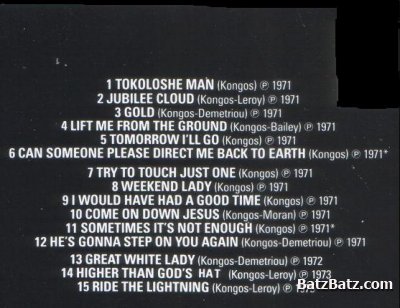 1 TOKOLOSHE MAN (Kongos) ℗ 1971
2 JUBILEE CLOUD (Kongos-Leroy) ℗ 1971
3 GOLD (Kongos-Demetriou) ℗ 1971
4 LIFT ME FROM THE GROUND (Kongos-Bailey) ℗ 1971
5 TOMORROW I'LL GO (Kongos) ℗ 1971
6 CAN SOMEONE PLEASE DIRECT ME BACK TO EARTH (Kongos) ℗ 1971*
7 TRY TO TOUCH JUST ONE (Kongos) ℗ 1971
8 WEEKEND LADY (Kongos) ℗ 1971
9 I WOULD HAVE HAD A GOOD TIME (Kongos) ℗ 1971
10 COME ON DOWN JESUS (Kongos-Moran) ℗ 1971
11 SOMETIMES IT'S NOT ENOUGH (Kongos) ℗ 1971*
12 HE'S GONNA STEP ON YOU AGAIN (Kongos-Demetriou) ℗ 1971
13 GREAT WHITE LADY (Kongos-Demetriou) ℗ 1972
14 HIGHER THAN GOD'S HAT (Kongos-Leroy) ℗ 1973
15 RIDE THE LIGHTNING (Kongos-Leroy) ℗ 1973
BatzBatz.com